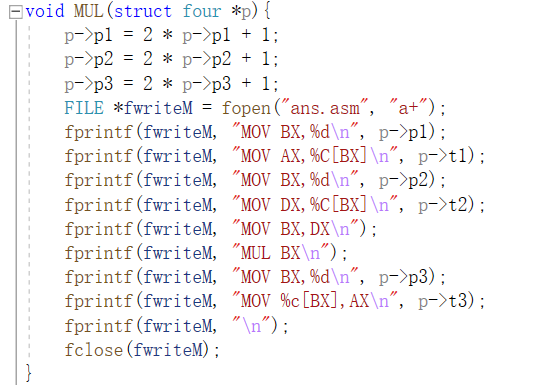 void MUL(struct four *p){
p->p1 = 2 * p->p1 + 1;
p->p2 = 2 * p->p2 + 1;
p->p3 = 2 * p->p3 + 1;
FILE *fwriteM = fopen("ans.asm", "a+");
fprintf(fwriteM, "MOV BX,%d\n", p->p1);
fprintf(fwriteM, "MOV AX,%C[BX]\n", p->t1);
fprintf(fwriteM, "MOV BX,%d\n", p->p2);
fprintf(fwriteM, "MOV DX,%C[BX]\n", p->t2);
fprintf(fwriteM, "MOV BX,DX\n");
fprintf(fwriteM, "MUL BX\n");
fprintf(fwriteM, "MOV BX,%d\n", p->p3);
fprintf(fwriteM, "MOV %c[BX],AX\n", p->t3);
fprintf(fwriteM, "\n");
fclose(fwriteM);
}